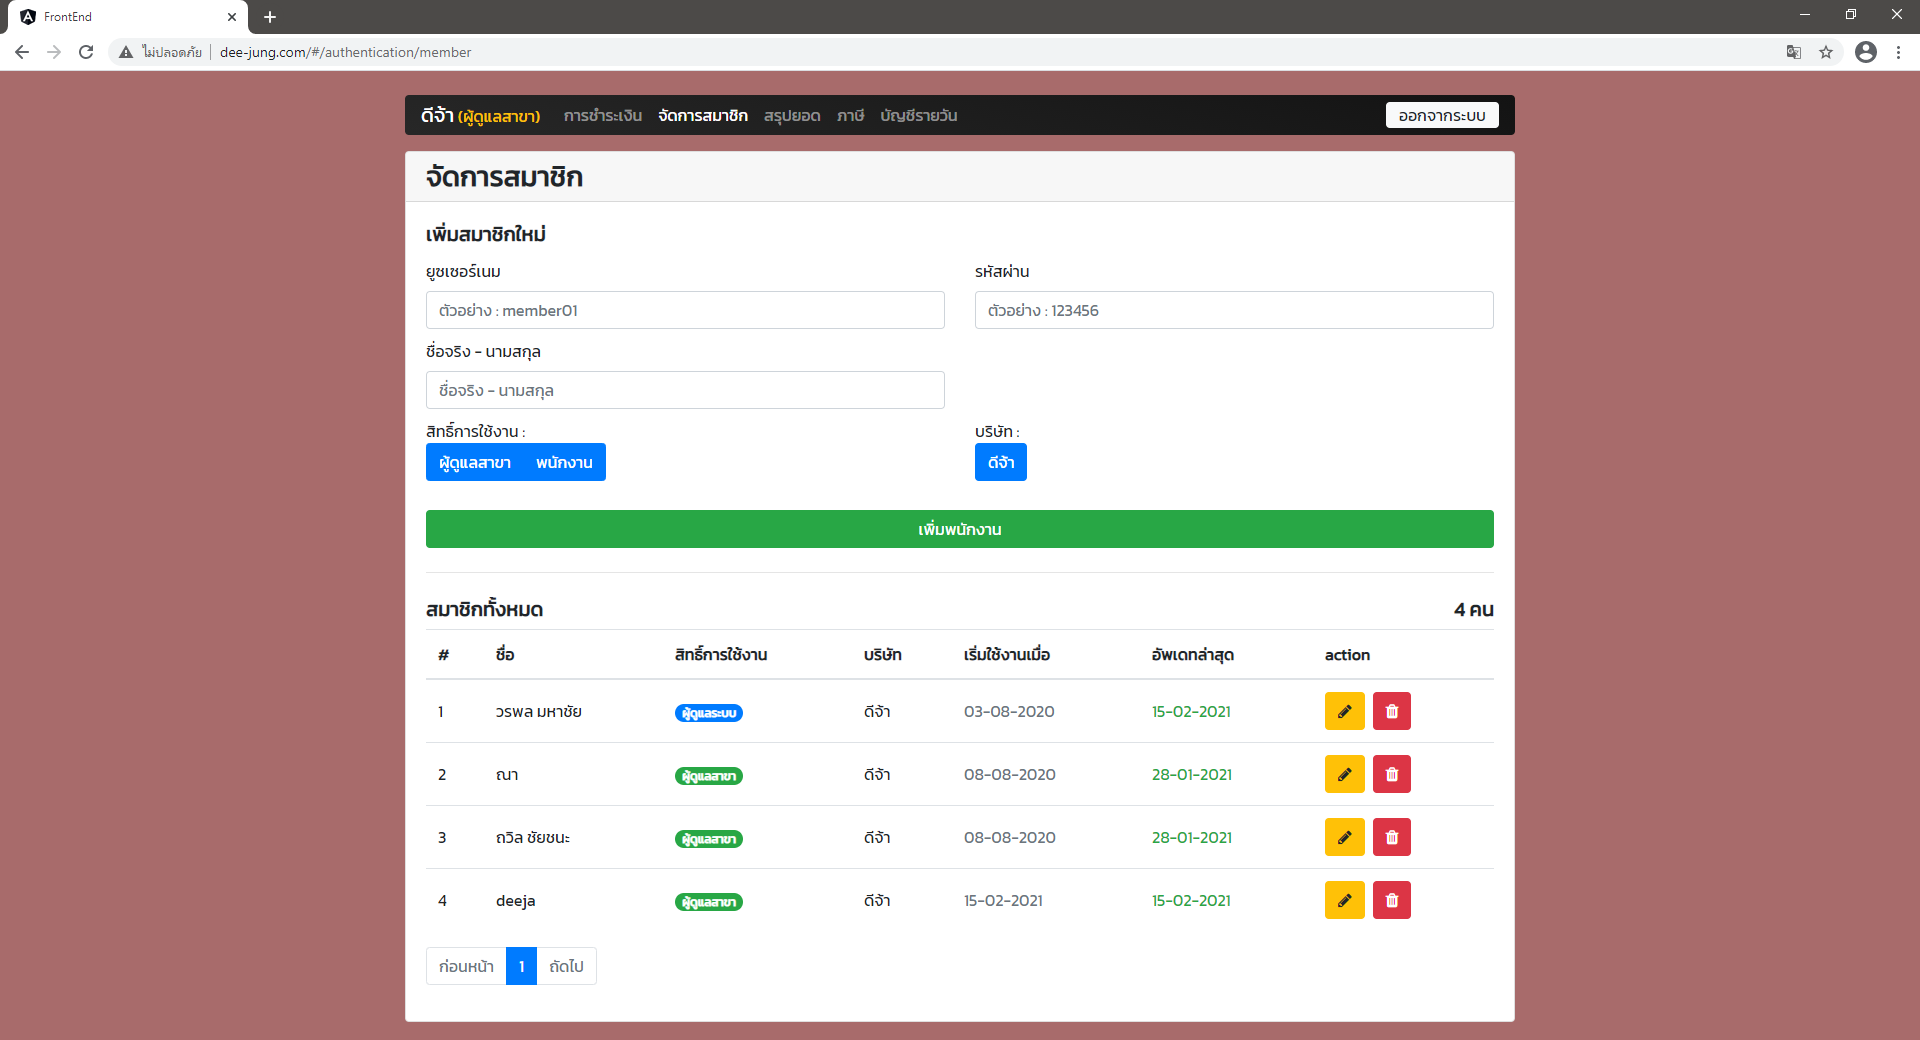 FrontEnd
ไม่ปลอดภัย dee-jung.com/#/authentication/member
ดีจ้า (ผู้ดูแลสาขา) การชำระเงิน จัดการสมาชิก สรุปยอด ภาษี บัญชีรายวัน ออกจากระบบ
จัดการสมาชิก
เพิ่มสมาชิกใหม่
ยูซเซอร์เนม รหัสผ่าน
ตัวอย่าง : member01 ตัวอย่าง : 123456
ชื่อจริง - นามสกุล
ชื่อจริง - นามสกุล
สิทธิ์การใช้งาน : บริษัท :
ผู้ดูแลสาขา พนักงาน ดีจ้า
เพิ่มพนักงาน
สมาชิกทั้งหมด 4 คน
# ชื่อ สิทธิ์การใช้งาน บริษัท เริ่มใช้งานเมื่อ อัพเดทล่าสุด action
1 วรพล มหาชัย ผู้ดูแลระบบ ดีจ้า 03-08-2020 15-02-2021
2 ณา ผู้ดูแลสาขา ดีจ้า 08-08-2020 28-01-2021
3 ถวิล ชัยชนะ ผู้ดูแลสาขา ดีจ้า 08-08-2020 28-01-2021
4 deeja ผู้ดูแลสาขา ดีจ้า 15-02-2021 15-02-2021
ก่อนหน้า 1 ถัดไป